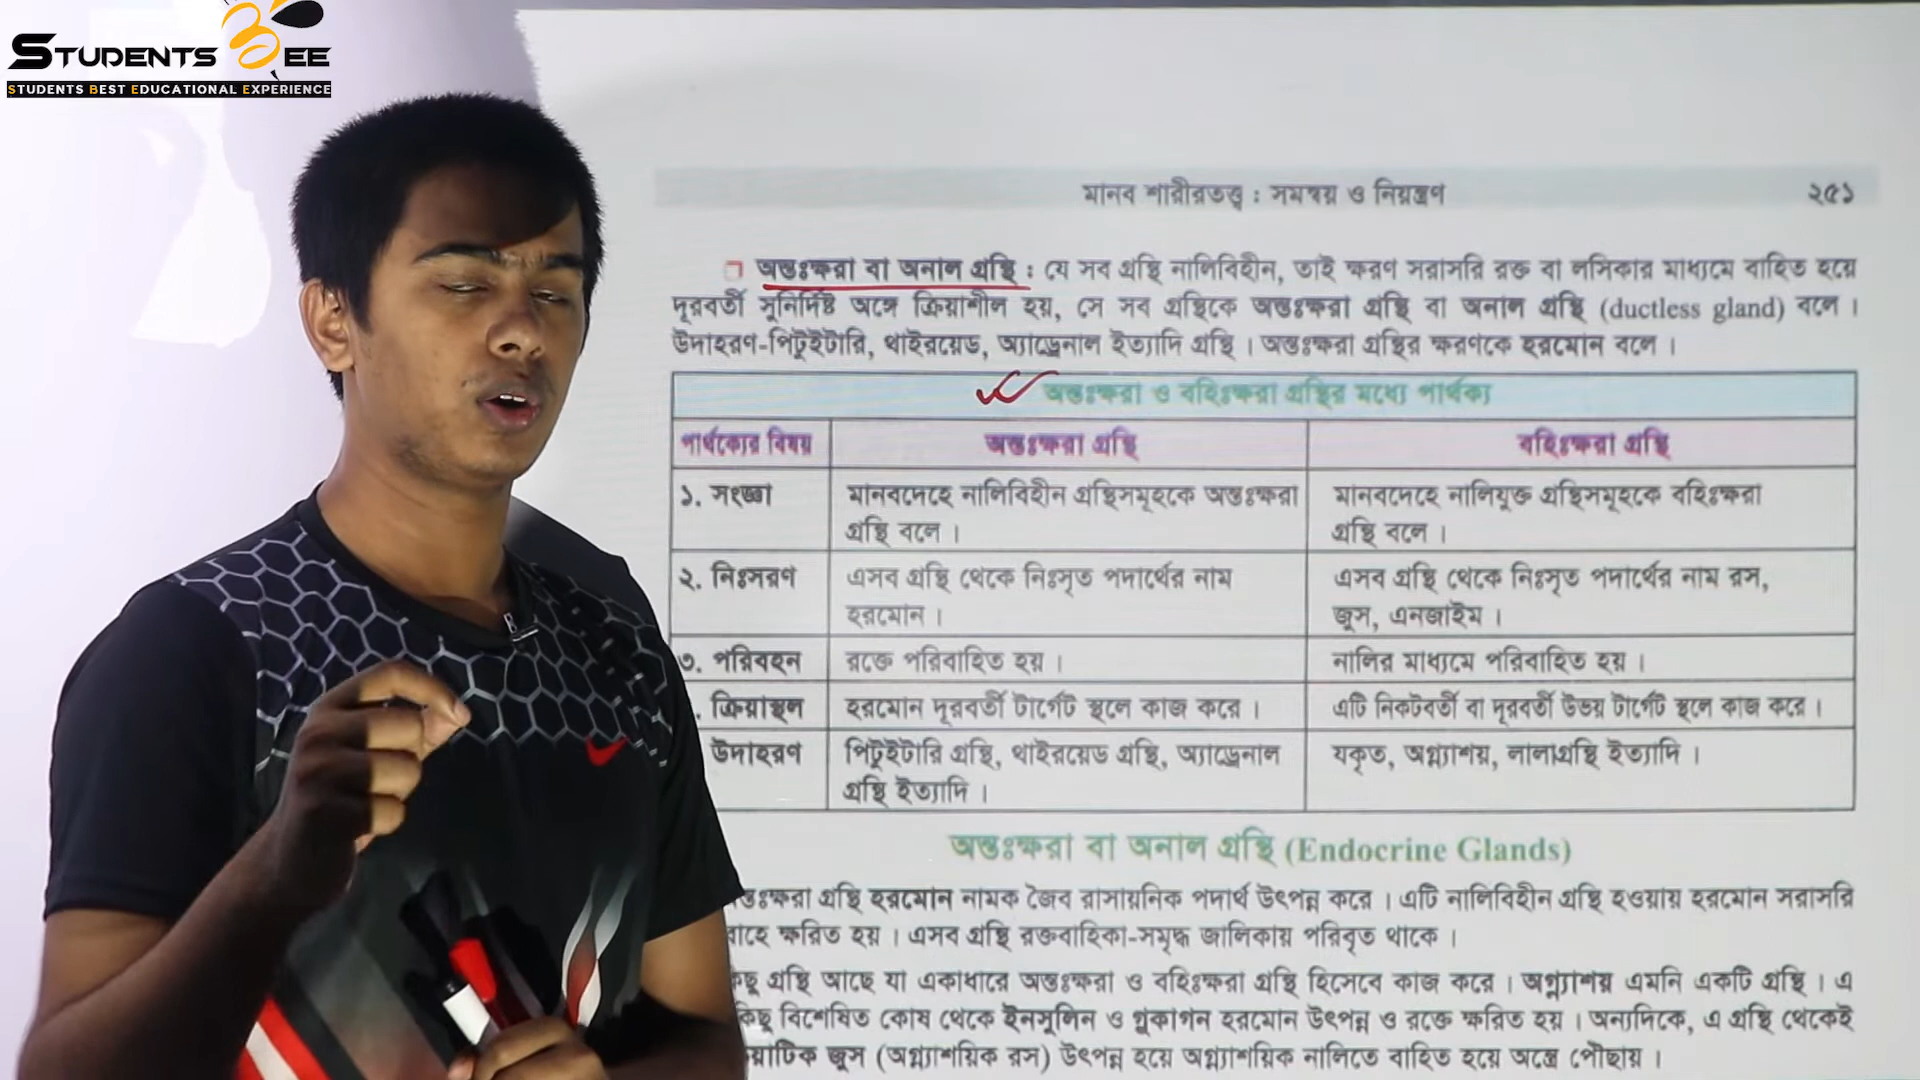 STUDENTS BEE
STUDENTS BEST EDUCATIONAL EXPERIENCE
মানব শারীরতত্ত্ব : সমন্বয় ও নিয়ন্ত্রণ ২৫১
অন্তঃক্ষরা বা অনাল গ্রন্থি : যে সব গ্রন্থি নালিবিহীন, তাই ক্ষরণ সরাসরি রক্ত বা লসিকার মাধ্যমে বাহিত হয়ে
দূরবর্তী সুনির্দিষ্ট অঙ্গে ক্রিয়াশীল হয়, সে সব গ্রন্থিকে অন্তঃক্ষরা গ্রন্থি বা অনাল গ্রন্থি (ductless gland) বলে ।
উদাহরণ-পিটুইটারি, থাইরয়েড, অ্যাড্রেনাল ইত্যাদি গ্রন্থি । অন্তঃক্ষরা গ্রন্থির ক্ষরণকে হরমোন বলে ।
অন্তঃক্ষরা ও বহিঃক্ষরা গ্রন্থির মধ্যে পার্থক্য
পার্থক্যের বিষয় অন্তঃক্ষরা গ্রন্থি বহিঃক্ষরা গ্রন্থি
১. সংজ্ঞা মানবদেহে নালিবিহীন গ্রন্থিসমূহকে অন্তঃক্ষরা মানবদেহে নালিযুক্ত গ্রন্থিসমূহকে বহিঃক্ষরা
গ্রন্থি বলে । গ্রন্থি বলে ।
২. নিঃসরণ এসব গ্রন্থি থেকে নিঃসৃত পদার্থের নাম এসব গ্রন্থি থেকে নিঃসৃত পদার্থের নাম রস,
হরমোন । জুস, এনজাইম ।
৩. পরিবহন রক্তে পরিবাহিত হয় । নালির মাধ্যমে পরিবাহিত হয় ।
. ক্রিয়াস্থল হরমোন দূরবর্তী টার্গেট স্থলে কাজ করে । এটি নিকটবর্তী বা দূরবর্তী উভয় টার্গেট স্থলে কাজ করে ।
উদাহরণ পিটুইটারি গ্রন্থি, থাইরয়েড গ্রন্থি, অ্যাড্রেনাল যকৃত, অগ্ন্যাশয়, লালাগ্রন্থি ইত্যাদি ।
গ্রন্থি ইত্যাদি ।
অন্তঃক্ষরা বা অনাল গ্রন্থি (Endocrine Glands)
ন্তঃক্ষরা গ্রন্থি হরমোন নামক জৈব রাসায়নিক পদার্থ উৎপন্ন করে । এটি নালিবিহীন গ্রন্থি হওয়ায় হরমোন সরাসরি
বাহে ক্ষরিত হয় । এসব গ্রন্থি রক্তবাহিকা-সমৃদ্ধ জালিকায় পরিবৃত থাকে ।
কিছু গ্রন্থি আছে যা একাধারে অন্তঃক্ষরা ও বহিঃক্ষরা গ্রন্থি হিসেবে কাজ করে । অগ্ন্যাশয় এমনি একটি গ্রন্থি । এ
কিছু বিশেষিত কোষ থেকে ইনসুলিন ও গ্লুকাগন হরমোন উৎপন্ন ও রক্তে ক্ষরিত হয় । অন্যদিকে, এ গ্রন্থি থেকেই
য়াটিক জুস (অগ্ন্যাশয়িক রস) উৎপন্ন হয়ে অগ্ন্যাশয়িক নালিতে বাহিত হয়ে অন্ত্রে পৌছায় ।